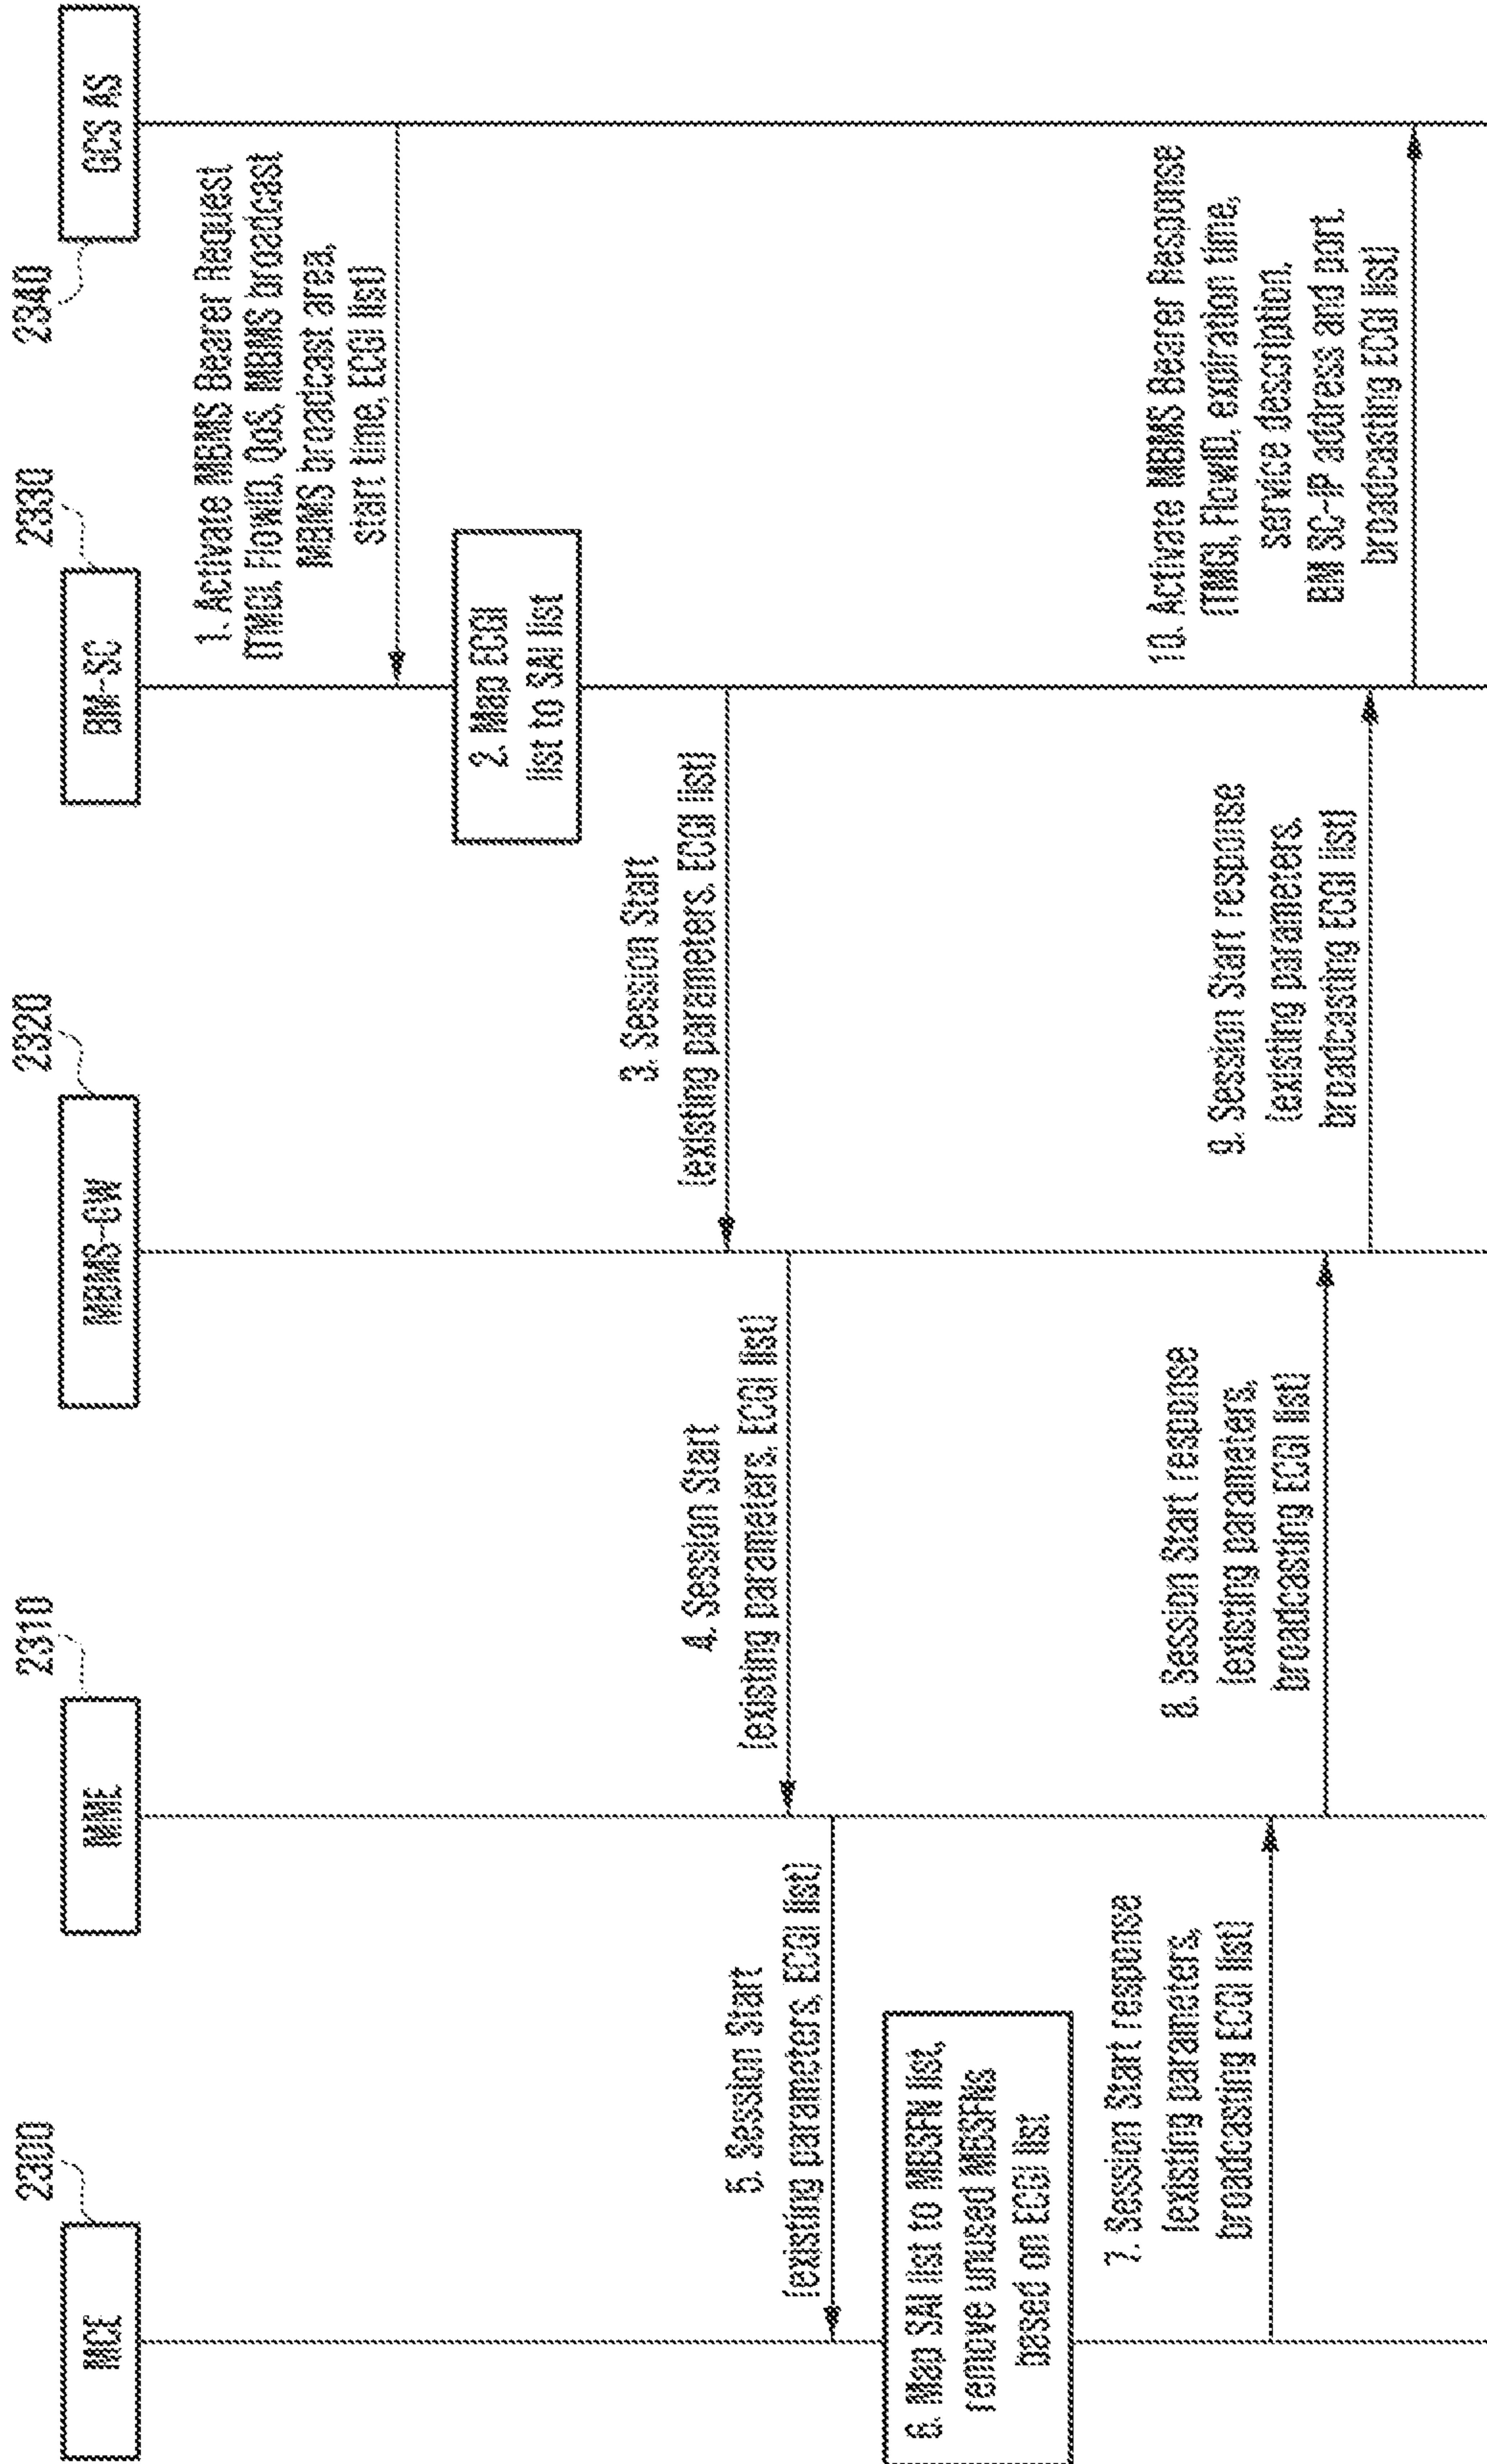 2300
2310
2320
2330
2340
MCE
MME
MBMS-GW
BM-SC
GCS AS
1. Activate MBMS Bearer Request
(TMGI, FlowID, QoS, MBMS broadcast
MBMS broadcast area,
start time, ECGI list)
2. Map ECGI
list to SAI list
3. Session Start
(existing parameters, ECGI list)
4. Session Start
(existing parameters, ECGI list)
5. Session Start
(existing parameters, ECGI list)
6. Map SAI list to MBSFN list,
remove unused MBSFNs
based on ECGI list
7. Session Start response
(existing parameters,
broadcasting ECGI list)
8. Session Start response
(existing parameters,
broadcasting ECGI list)
9. Session Start response
(existing parameters,
broadcasting ECGI list)
10. Activate MBMS Bearer Response
(TMGI, FlowID, expiration time,
service description,
BM SC-IP address and port,
broadcasting ECGI list)